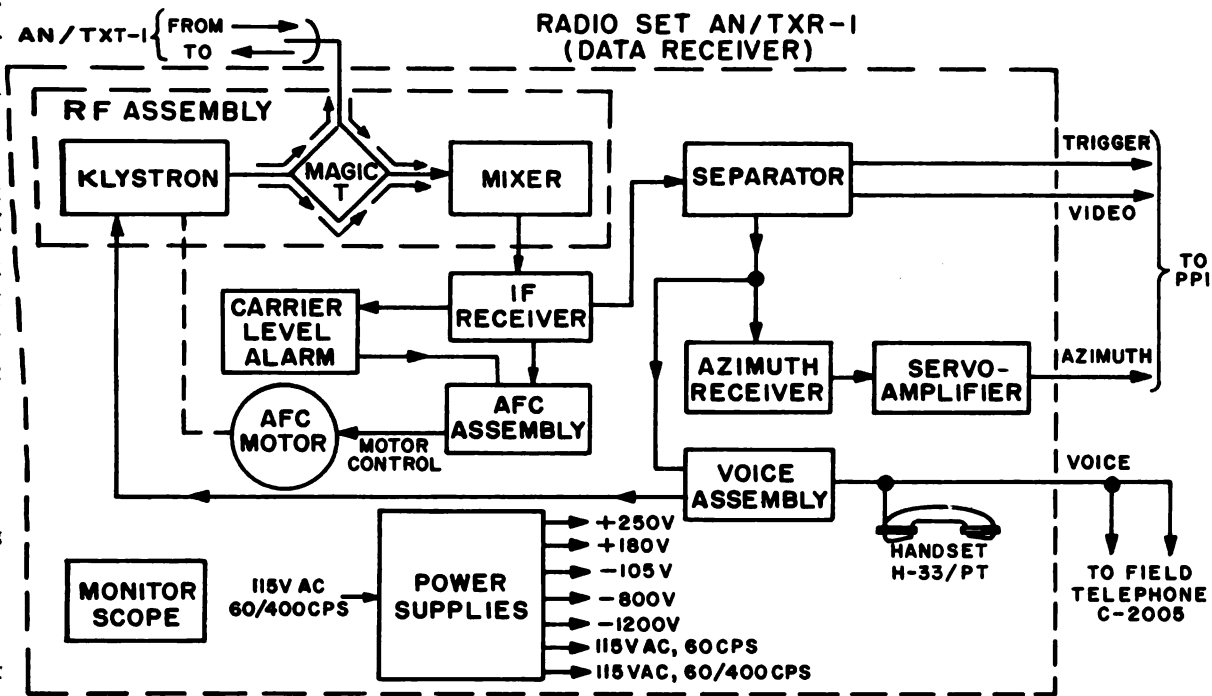 RADIO SET AN/TXR-1
(DATA RECEIVER)
AN/TXT-1
FROM
TO
RF ASSEMBLY
KLYSTRON
MAGIC
T
MIXER
SEPARATOR
TRIGGER
VIDEO
TO
PPI
IF
RECEIVER
CARRIER
LEVEL
ALARM
AZIMUTH
RECEIVER
SERVO-
AMPLIFIER
AZIMUTH
AFC
ASSEMBLY
AFC
MOTOR
MOTOR
CONTROL
VOICE
ASSEMBLY
VOICE
HANDSET
H-33/PT
TO FIELD
TELEPHONE
C-2005
MONITOR
SCOPE
115V AC
60/400CPS
POWER
SUPPLIES
+250V
+180V
-105V
-800V
-1200V
115VAC, 60CPS
115VAC, 60/400CPS